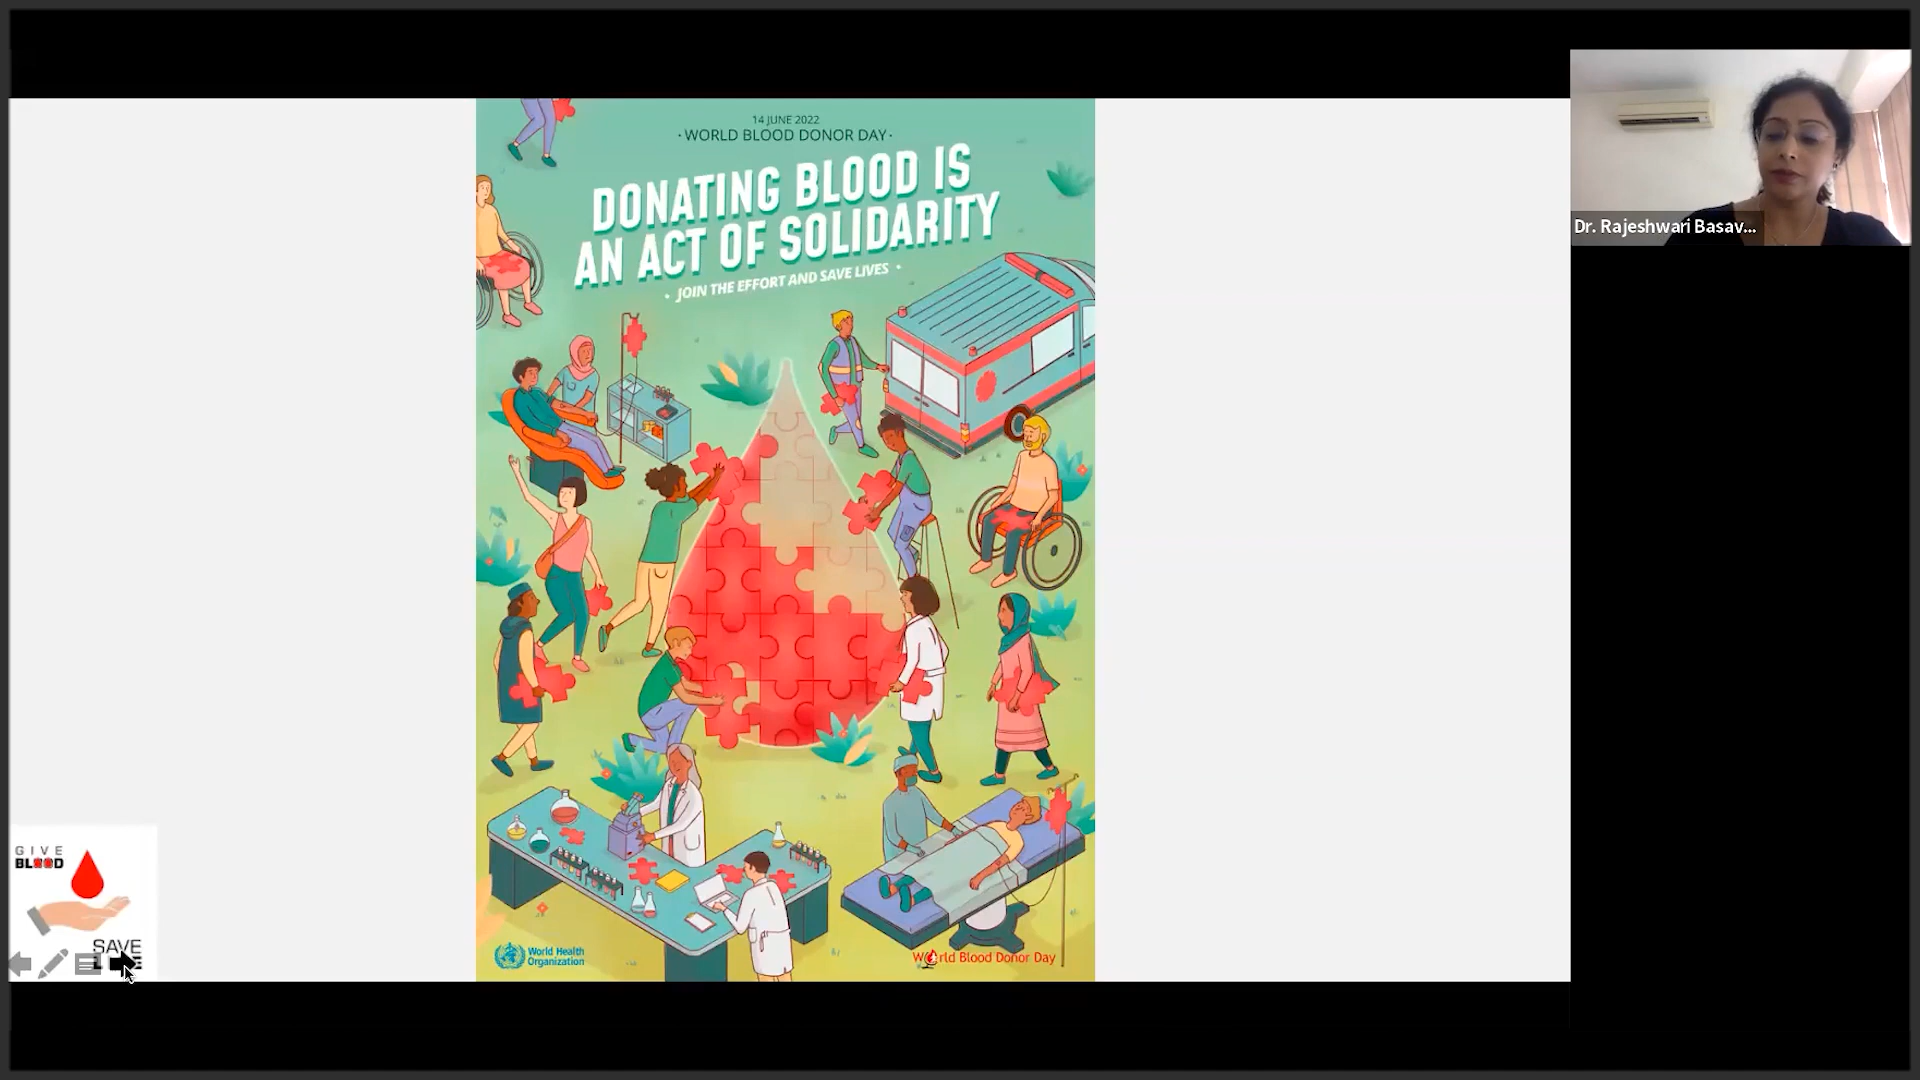 14 JUNE 2022
· WORLD BLOOD DONOR DAY ·
DONATING BLOOD IS
AN ACT OF SOLIDARITY
· JOIN THE EFFORT AND SAVE LIVES ·
World Health
Organization
World Blood Donor Day
GIVE
BLOOD
SAVE
Dr. Rajeshwari Basav...